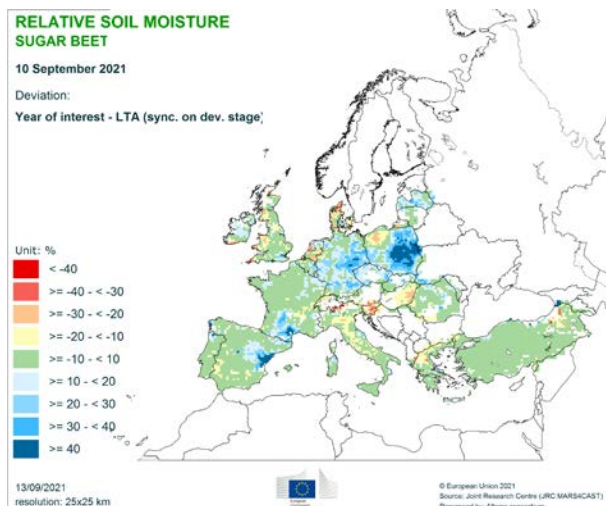 RELATIVE SOIL MOISTURE
SUGAR BEET
10 September 2021
Deviation:
Year of interest - LTA (sync. on dev. stage)
Unit: %
< -40
>= -40 - < -30
>= -30 - < -20
>= -20 - < -10
>= -10 - < 10
>= 10 - < 20
>= 20 - < 30
>= 30 - < 40
>= 40
13/09/2021
resolution: 25x25 km
© European Union 2021
Source: Joint Research Centre (JRC MARS4CAST)